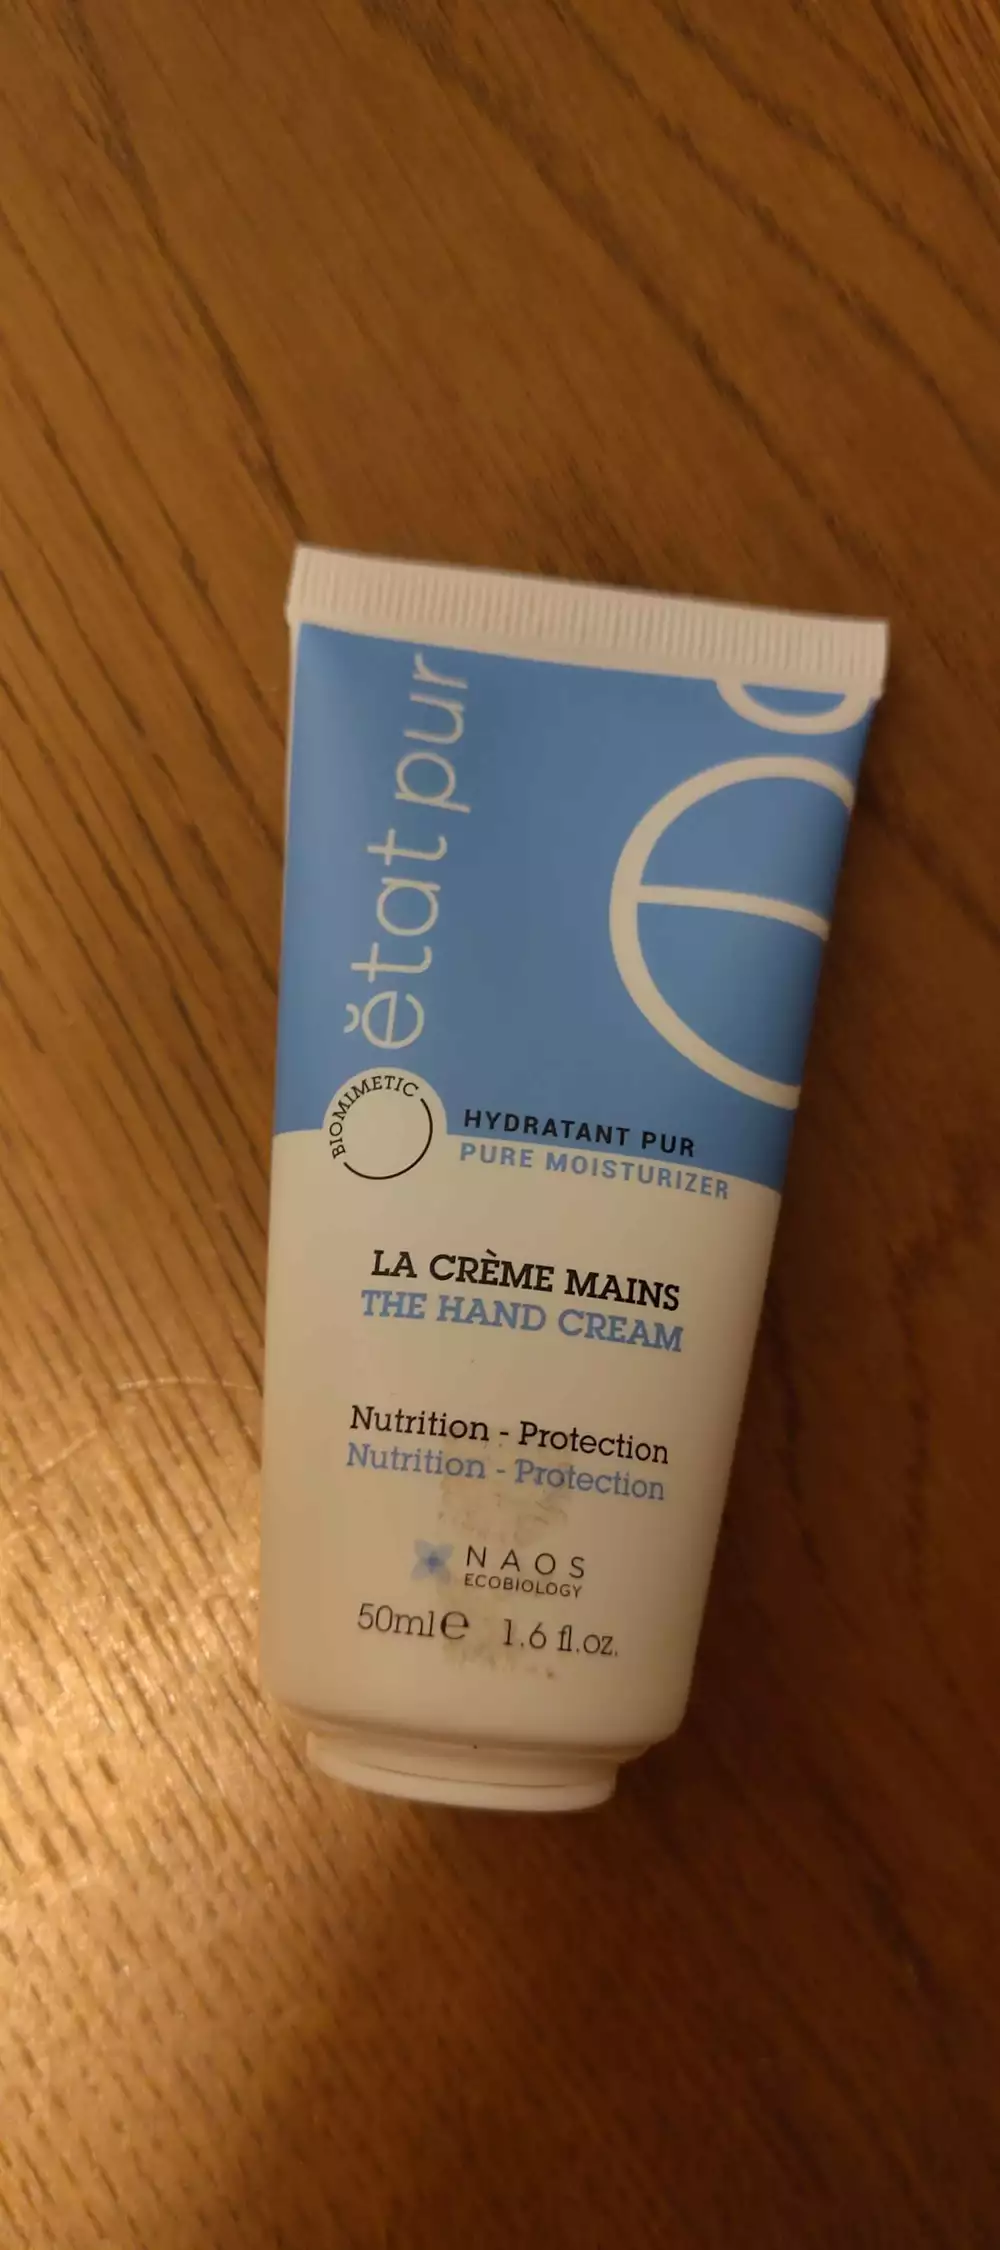 ĕtat pur
BIOMIMETIC
HYDRATANT PUR
PURE MOISTURIZER
LA CRÈME MAINS
THE HAND CREAM
Nutrition - Protection
Nutrition - Protection
NAOS
ECOBIOLOGY
50ml℮ 1.6 fl.oz.